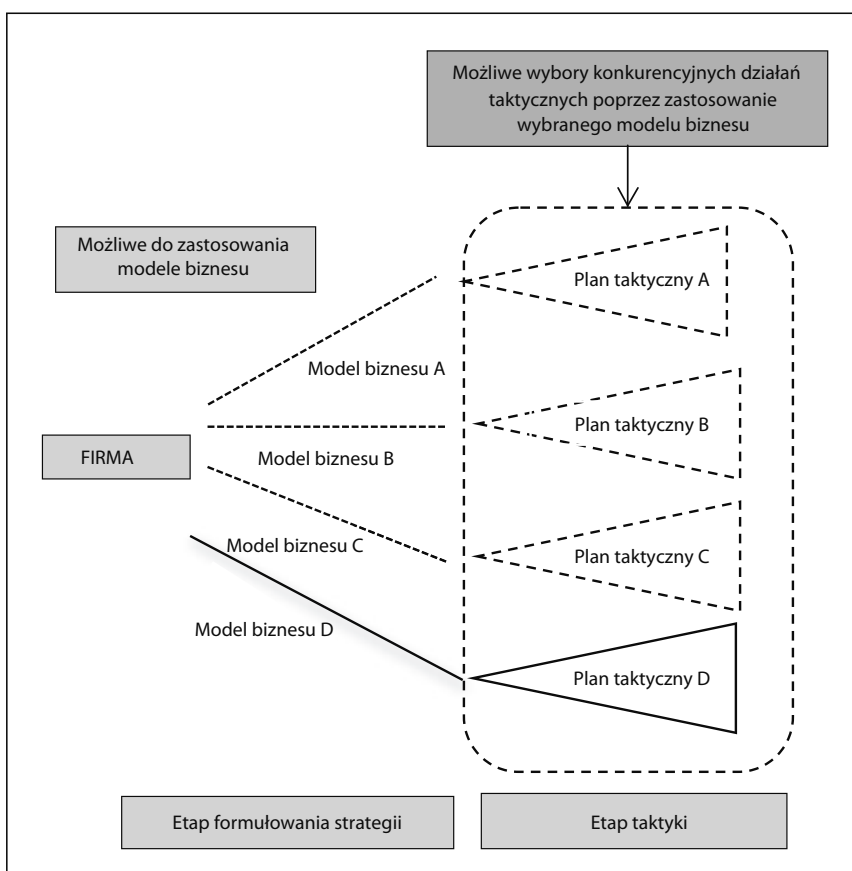 Możliwe wybory konkurencyjnych działań
taktycznych poprzez zastosowanie
wybranego modelu biznesu
Możliwe do zastosowania
modele biznesu
Plan taktyczny A
Model biznesu A
Plan taktyczny B
FIRMA
Model biznesu B
Model biznesu C
Plan taktyczny C
Model biznesu D
Plan taktyczny D
Etap formułowania strategii
Etap taktyki